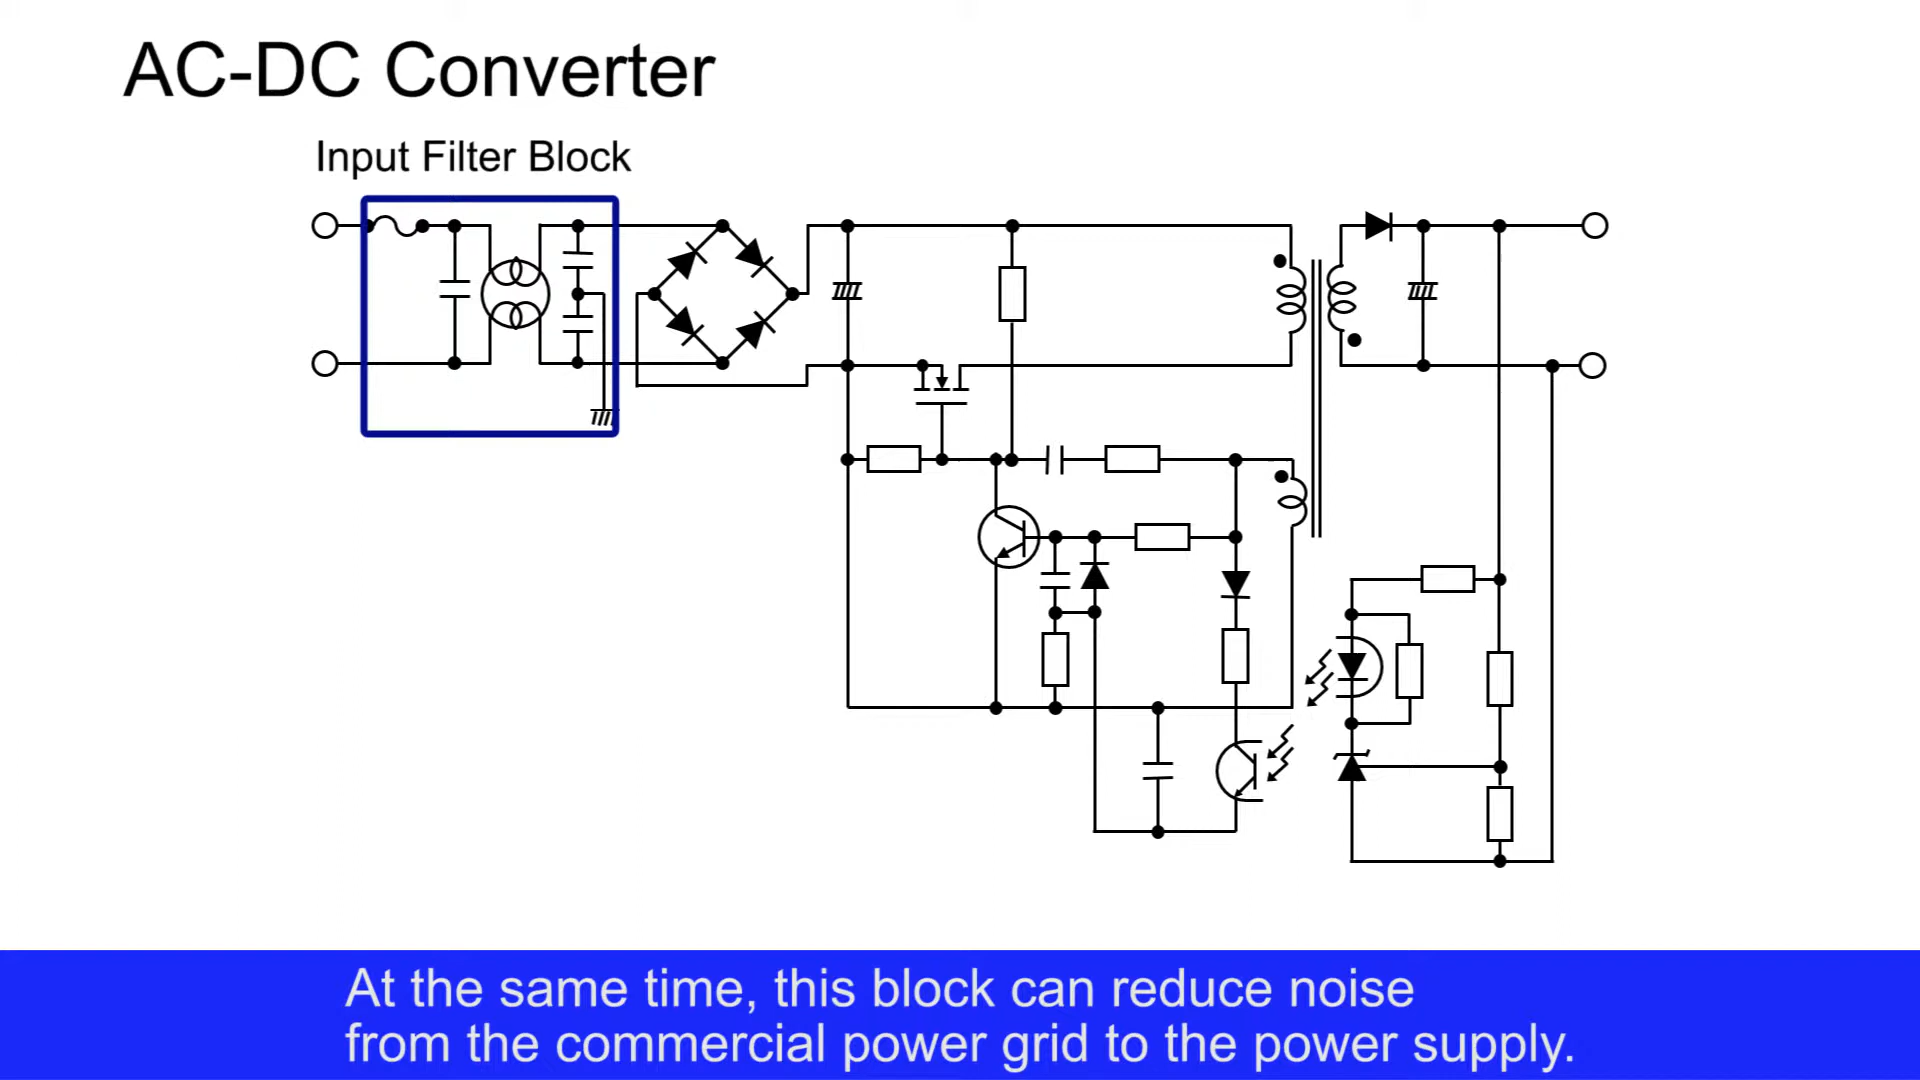 AC-DC Converter
Input Filter Block
At the same time, this block can reduce noise
from the commercial power grid to the power supply.